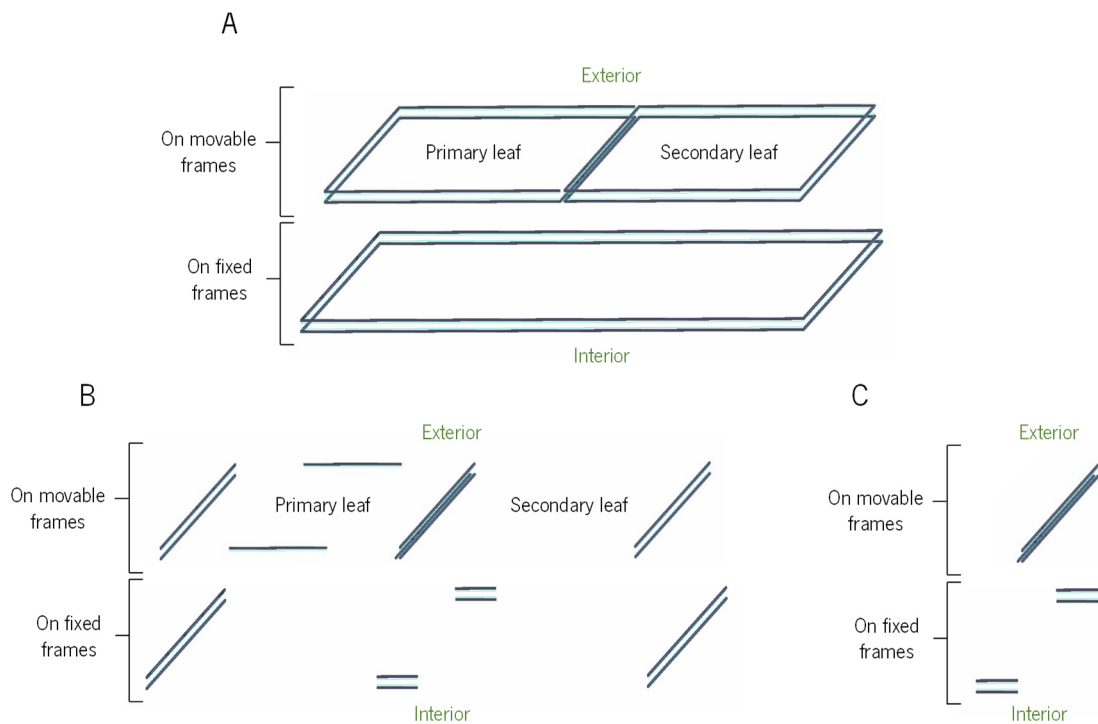 A
Exterior
On movable
frames
Primary leaf
Secondary leaf
On fixed
frames
Interior
B
Exterior
On movable
frames
Primary leaf
Secondary leaf
On fixed
frames
Interior
C
Exterior
On movable
frames
On fixed
frames
Interior